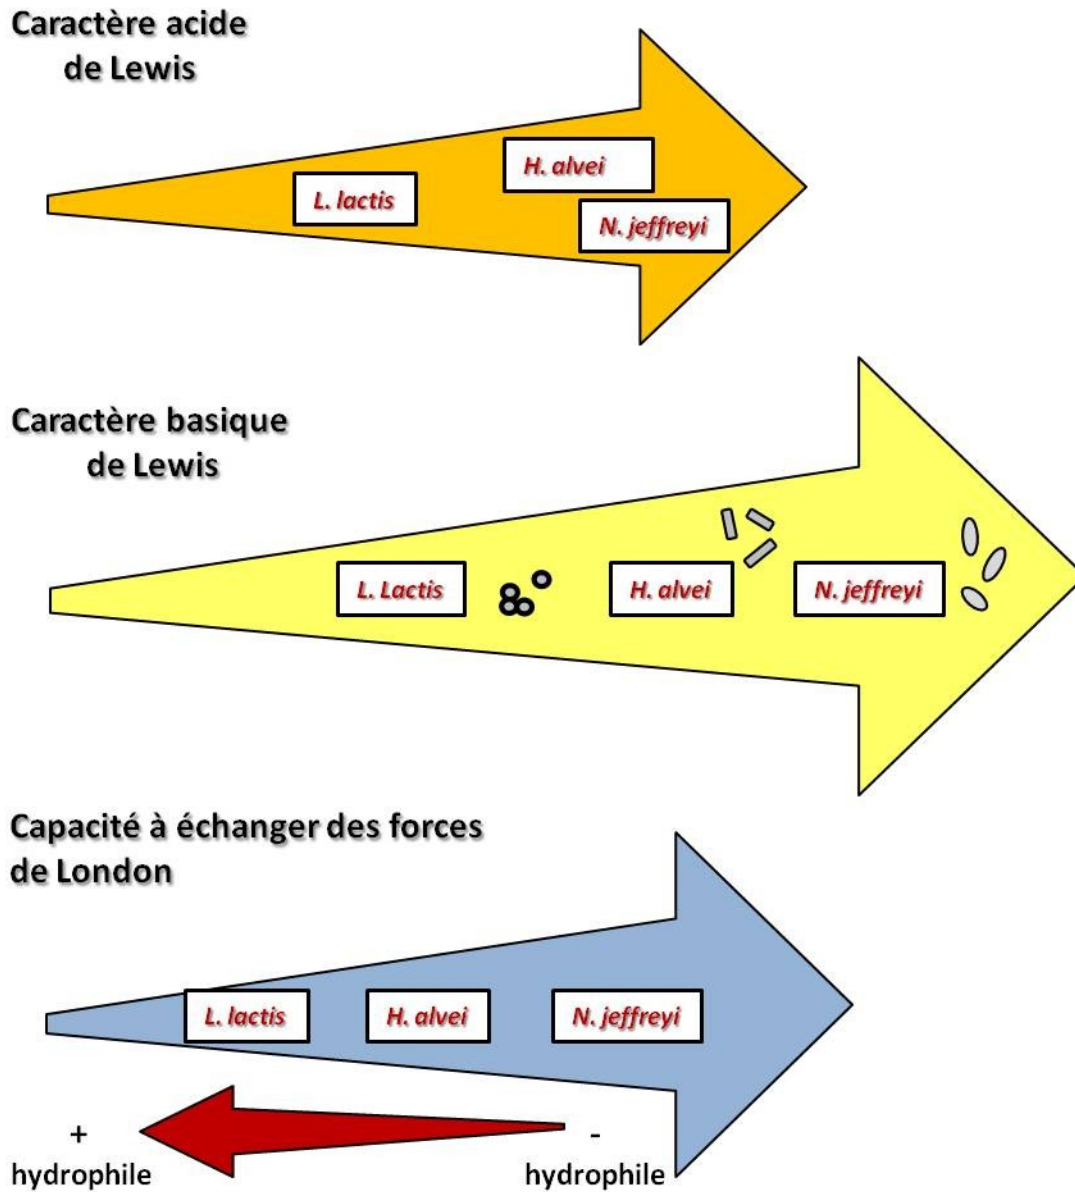 Caractère acide
de Lewis
H. alvei
L. lactis
N. jeffreyi
Caractère basique
de Lewis
L. Lactis
H. alvei
N. jeffreyi
Capacité à échanger des forces
de London
L. lactis
H. alvei
N. jeffreyi
+
hydrophile
-
hydrophile